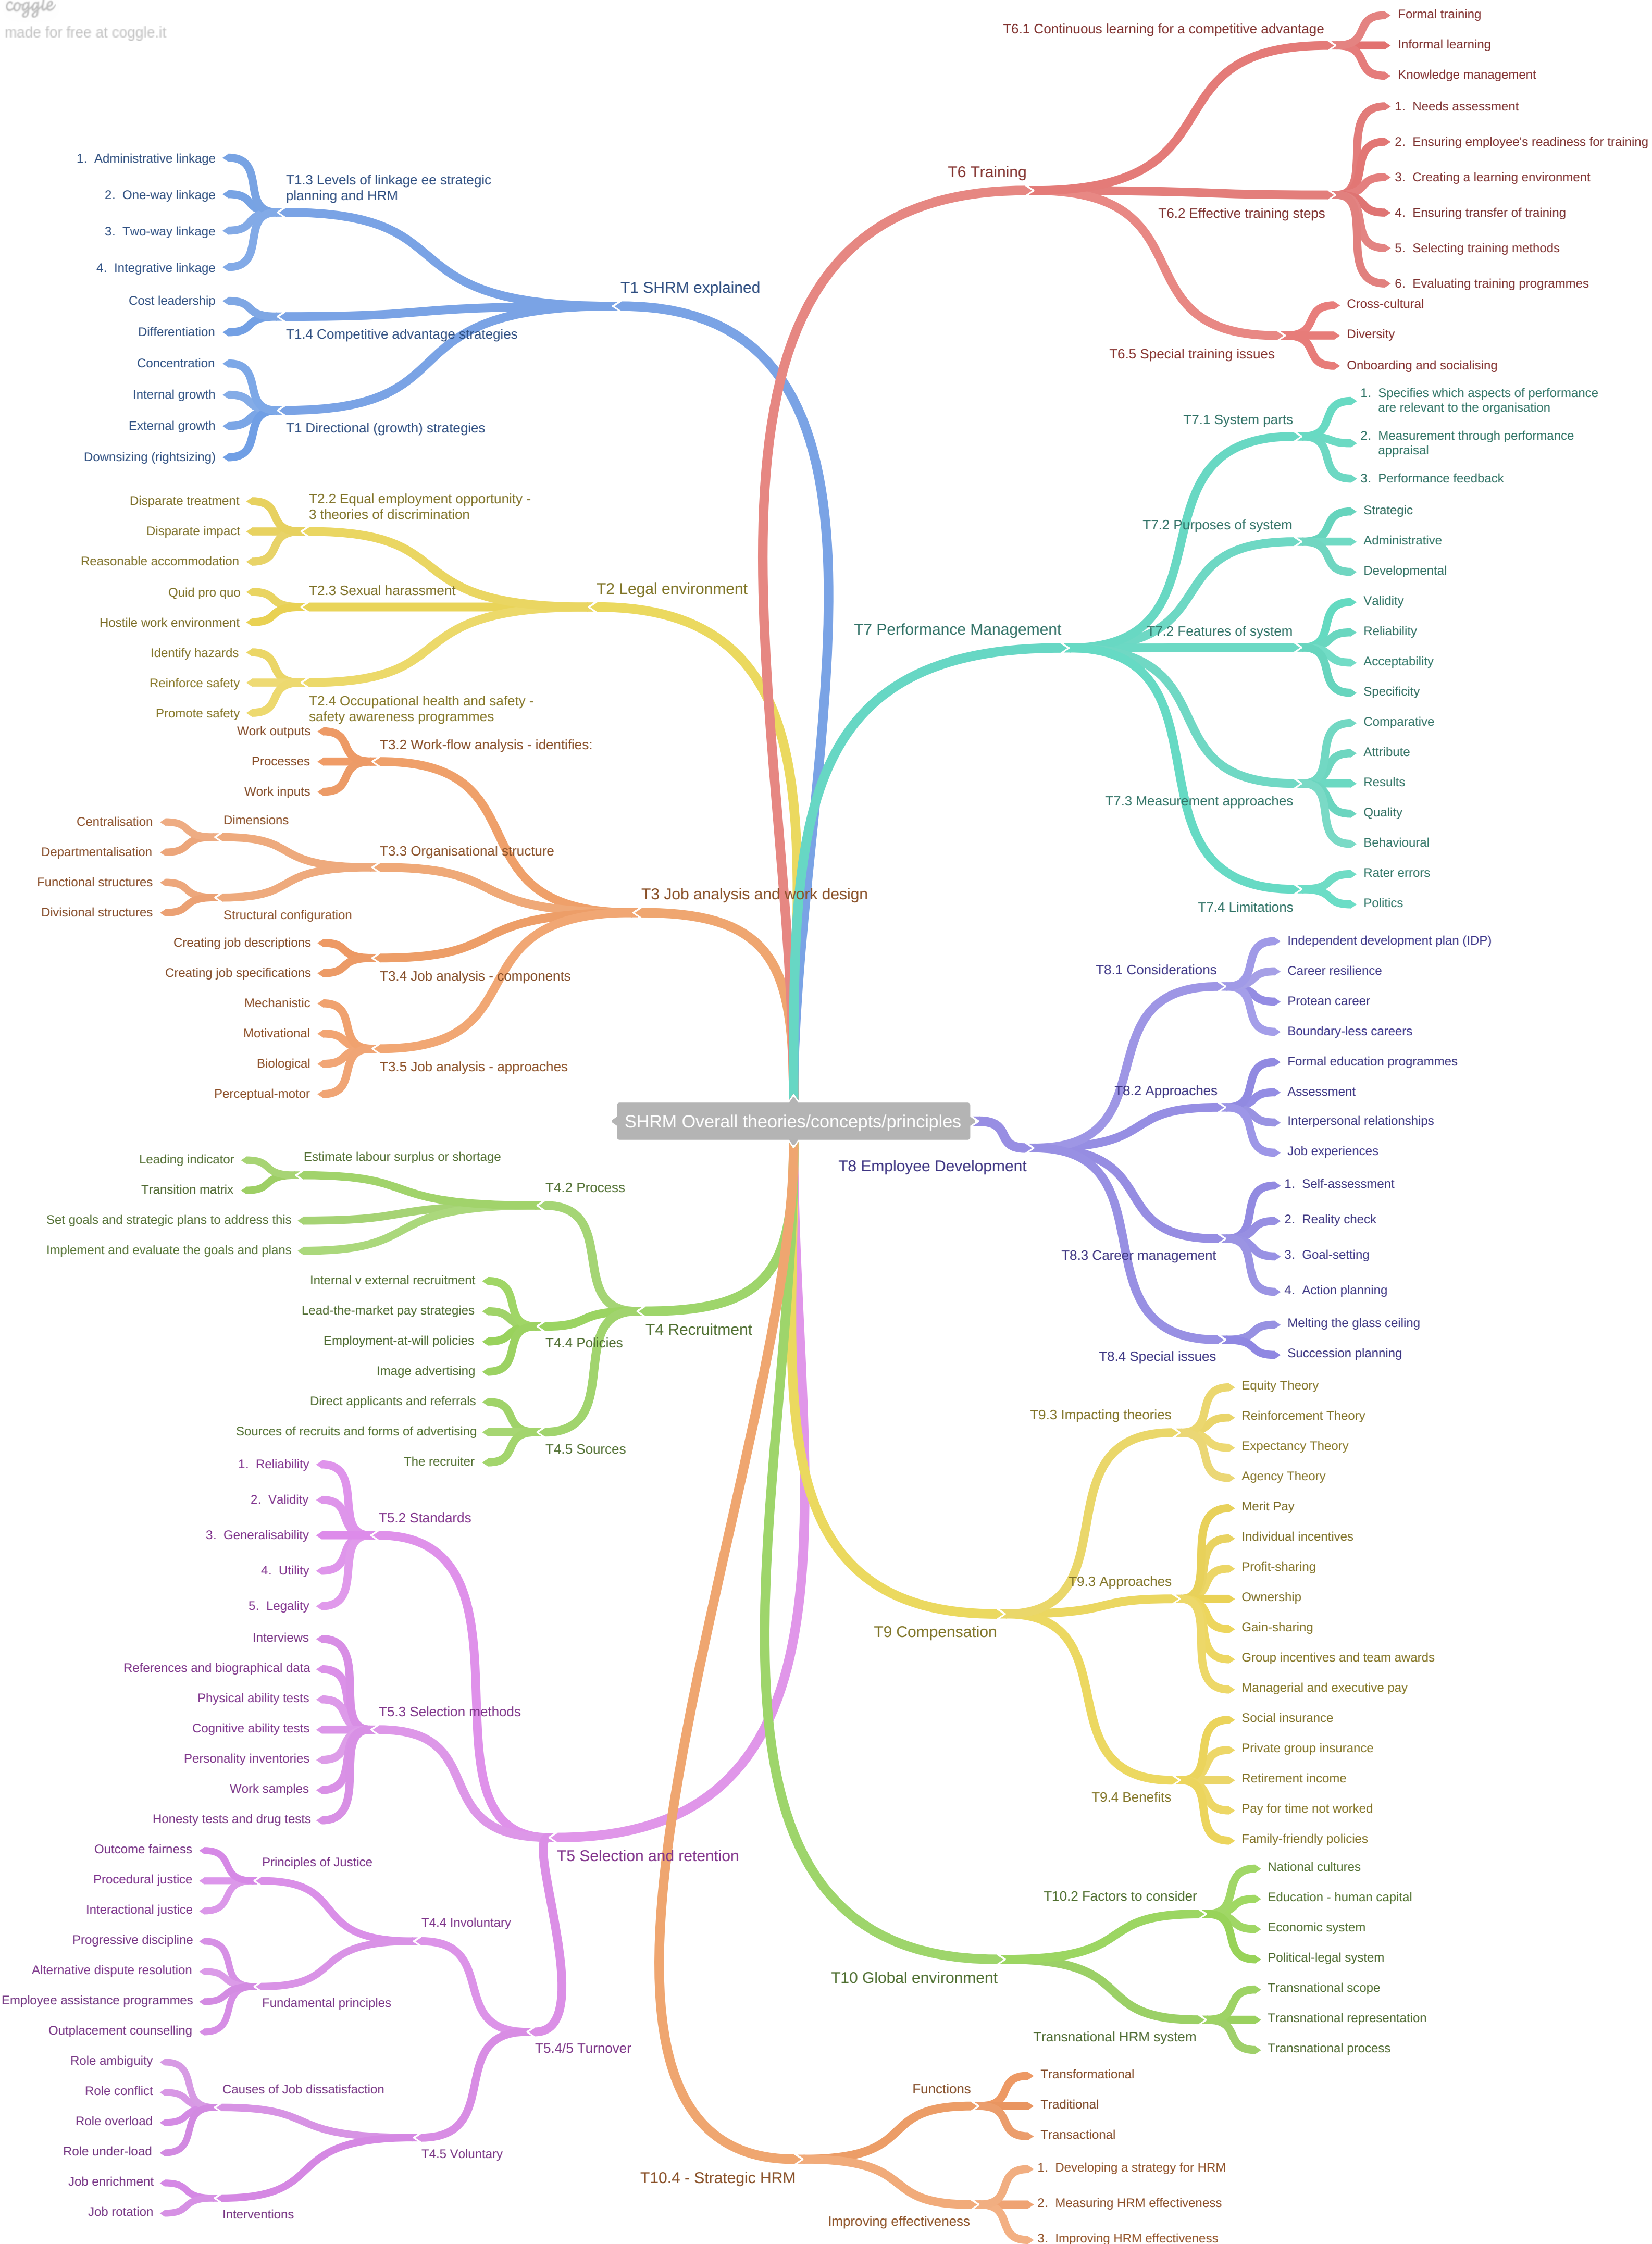 coggle
made for free at coggle.it
SHRM Overall theories/concepts/principles
T1 SHRM explained
T1.3 Levels of linkage ee strategic
planning and HRM
1. Administrative linkage
2. One-way linkage
3. Two-way linkage
4. Integrative linkage
T1.4 Competitive advantage strategies
Cost leadership
Differentiation
T1 Directional (growth) strategies
Concentration
Internal growth
External growth
Downsizing (rightsizing)
T2 Legal environment
T2.2 Equal employment opportunity -
3 theories of discrimination
Disparate treatment
Disparate impact
Reasonable accommodation
T2.3 Sexual harassment
Quid pro quo
Hostile work environment
T2.4 Occupational health and safety -
safety awareness programmes
Identify hazards
Reinforce safety
Promote safety
T3 Job analysis and work design
T3.2 Work-flow analysis - identifies:
Work outputs
Processes
Work inputs
T3.3 Organisational structure
Dimensions
Centralisation
Departmentalisation
Structural configuration
Functional structures
Divisional structures
T3.4 Job analysis - components
Creating job descriptions
Creating job specifications
T3.5 Job analysis - approaches
Mechanistic
Motivational
Biological
Perceptual-motor
T4 Recruitment
T4.2 Process
Estimate labour surplus or shortage
Leading indicator
Transition matrix
Set goals and strategic plans to address this
Implement and evaluate the goals and plans
T4.4 Policies
Internal v external recruitment
Lead-the-market pay strategies
Employment-at-will policies
Image advertising
T4.5 Sources
Direct applicants and referrals
Sources of recruits and forms of advertising
The recruiter
T5 Selection and retention
T5.2 Standards
1. Reliability
2. Validity
3. Generalisability
4. Utility
5. Legality
T5.3 Selection methods
Interviews
References and biographical data
Physical ability tests
Cognitive ability tests
Personality inventories
Work samples
Honesty tests and drug tests
T5.4/5 Turnover
T4.4 Involuntary
Principles of Justice
Outcome fairness
Procedural justice
Interactional justice
Fundamental principles
Progressive discipline
Alternative dispute resolution
Employee assistance programmes
Outplacement counselling
T4.5 Voluntary
Causes of Job dissatisfaction
Role ambiguity
Role conflict
Role overload
Role under-load
Interventions
Job enrichment
Job rotation
T6 Training
T6.1 Continuous learning for a competitive advantage
Formal training
Informal learning
Knowledge management
T6.2 Effective training steps
1. Needs assessment
2. Ensuring employee's readiness for training
3. Creating a learning environment
4. Ensuring transfer of training
5. Selecting training methods
6. Evaluating training programmes
T6.5 Special training issues
Cross-cultural
Diversity
Onboarding and socialising
T7 Performance Management
T7.1 System parts
1. Specifies which aspects of performance
are relevant to the organisation
2. Measurement through performance
appraisal
3. Performance feedback
T7.2 Purposes of system
Strategic
Administrative
Developmental
T7.2 Features of system
Validity
Reliability
Acceptability
Specificity
T7.3 Measurement approaches
Comparative
Attribute
Results
Quality
Behavioural
T7.4 Limitations
Rater errors
Politics
T8 Employee Development
T8.1 Considerations
Independent development plan (IDP)
Career resilience
Protean career
Boundary-less careers
T8.2 Approaches
Formal education programmes
Assessment
Interpersonal relationships
Job experiences
T8.3 Career management
1. Self-assessment
2. Reality check
3. Goal-setting
4. Action planning
T8.4 Special issues
Melting the glass ceiling
Succession planning
T9 Compensation
T9.3 Impacting theories
Equity Theory
Reinforcement Theory
Expectancy Theory
Agency Theory
T9.3 Approaches
Merit Pay
Individual incentives
Profit-sharing
Ownership
Gain-sharing
Group incentives and team awards
Managerial and executive pay
T9.4 Benefits
Social insurance
Private group insurance
Retirement income
Pay for time not worked
Family-friendly policies
T10 Global environment
T10.2 Factors to consider
National cultures
Education - human capital
Economic system
Political-legal system
Transnational HRM system
Transnational scope
Transnational representation
Transnational process
T10.4 - Strategic HRM
Functions
Transformational
Traditional
Transactional
Improving effectiveness
1. Developing a strategy for HRM
2. Measuring HRM effectiveness
3. Improving HRM effectiveness